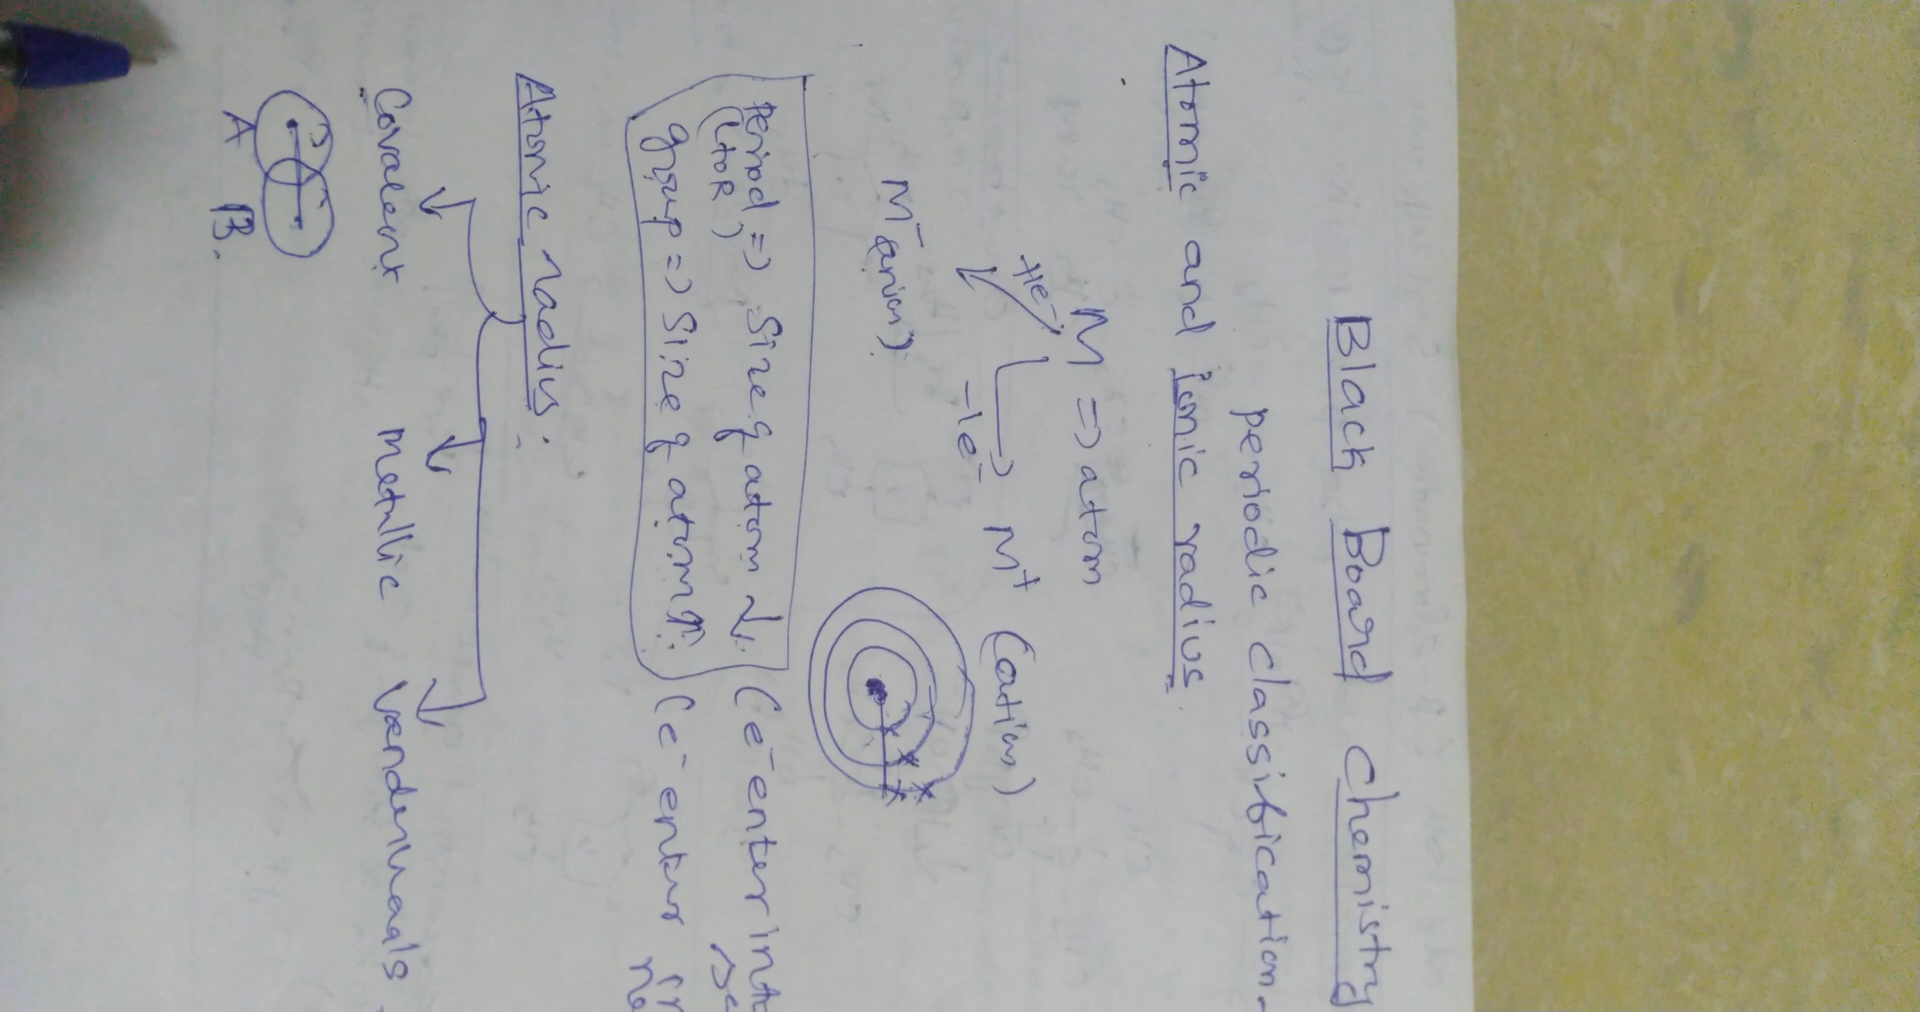 Black Board Chemistry
periodic classification-
Atomic and ionic radius.
M => atom
+1e-
-1e-
M+ (cation)
M- (anion)
Period => Size of atom ↓. (e- enter into
(L to R)
group => Size of atom ↑. (e- enter
Atomic radius.
Covalent metallic vanderwaals.
A B.